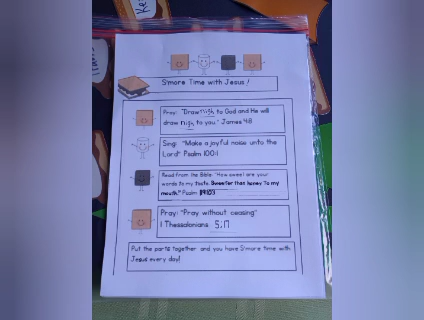 S'more Time with Jesus!
Pray: "Draw nigh to God and He will
draw nigh to you." James 4:8
Sing: "Make a joyful noise unto the
Lord" Psalm 100:1
Read from the Bible: "How sweet are your
words to my taste, Sweeter than honey to my
mouth!" Psalm 119:103
Pray: "Pray without ceasing"
1 Thessalonians 5:17
Put the parts together and you have S'more time with
Jesus every day!